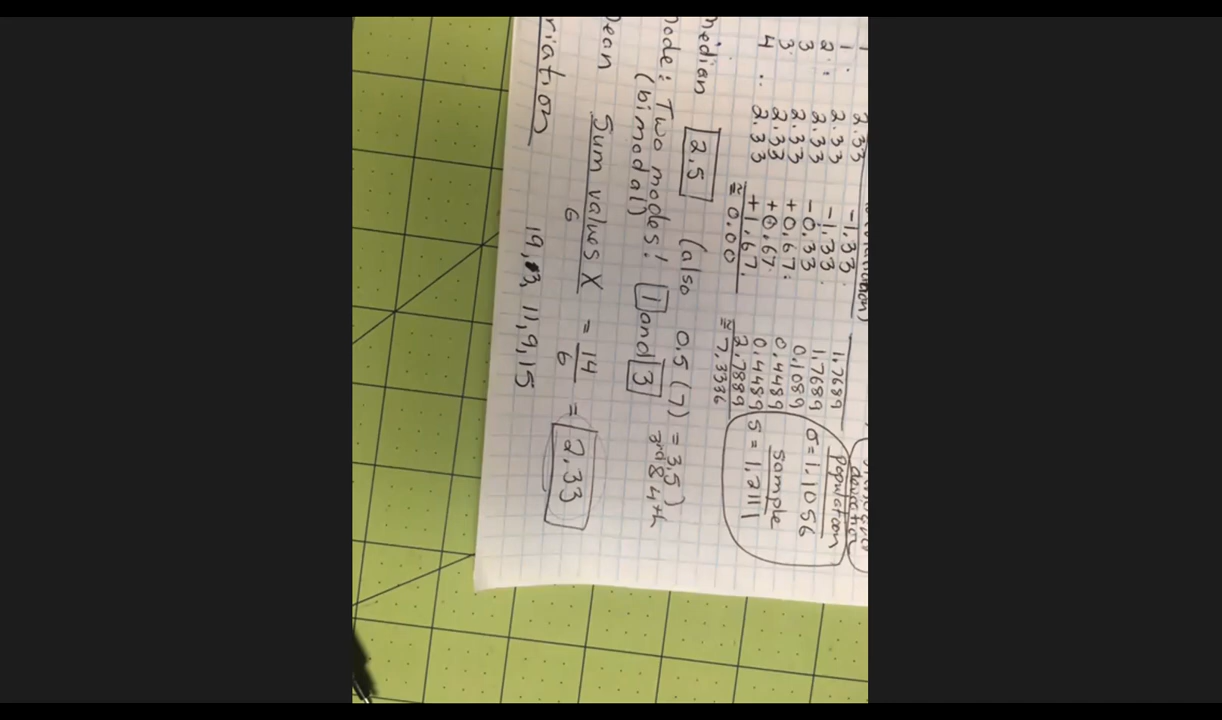 1 2.33 -1.33 1.7689
1 2.33 -1.33 1.7689
2 2.33 -0.33 0.1089
3 2.33 +0.67 0.4489
3 2.33 +0.67 0.4489
4 2.33 +1.67 2.7889
≈ 0.00 ≈ 7.3336
Population
σ = 1.1056
Sample
s = 1.2111
median 2.5 (also 0.5(7) = 3.5)
3rd & 4th
mode: Two modes! 1 and 3
(bimodal)
Sum values X = 14 = 2.33
6 6
19, 13, 11, 9, 15